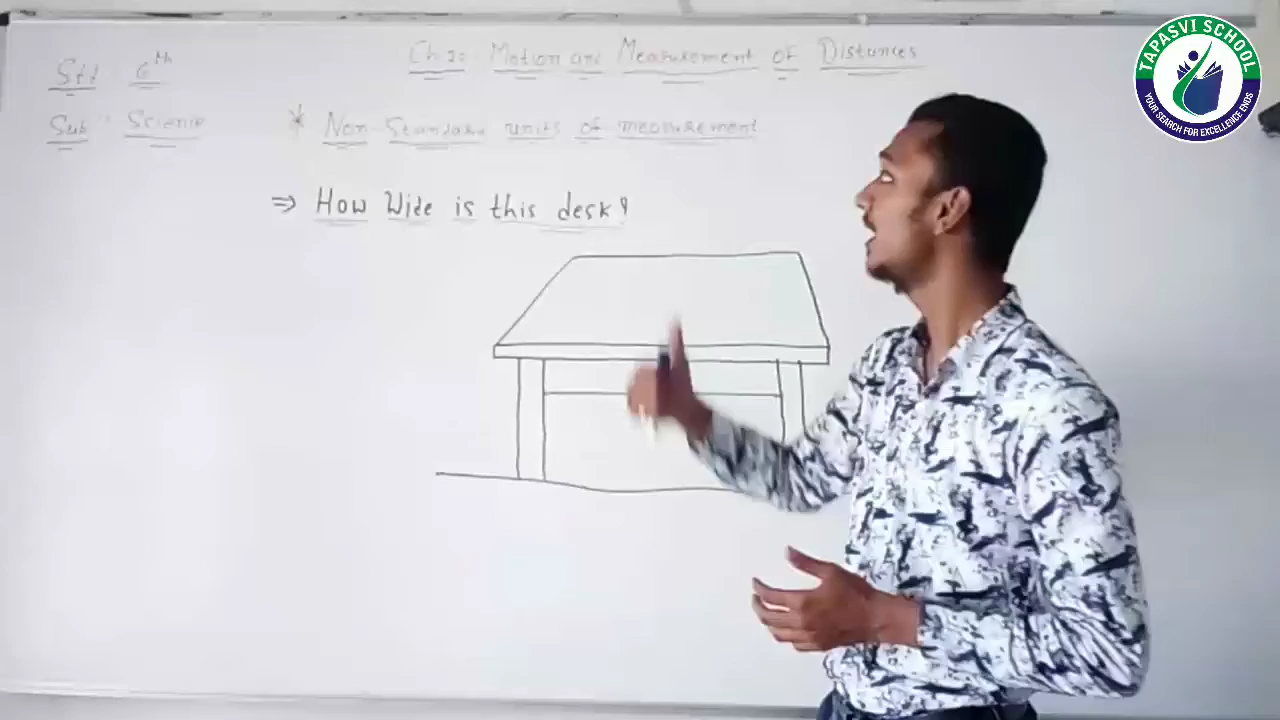 Std : 6th
Ch 10 Motion and Measurement of Distances
Sub : Science
* Non-Standard units of measurement
⇒ How Wide is this desk?
TAPASVI SCHOOL
YOUR SEARCH FOR EXCELLENCE ENDS